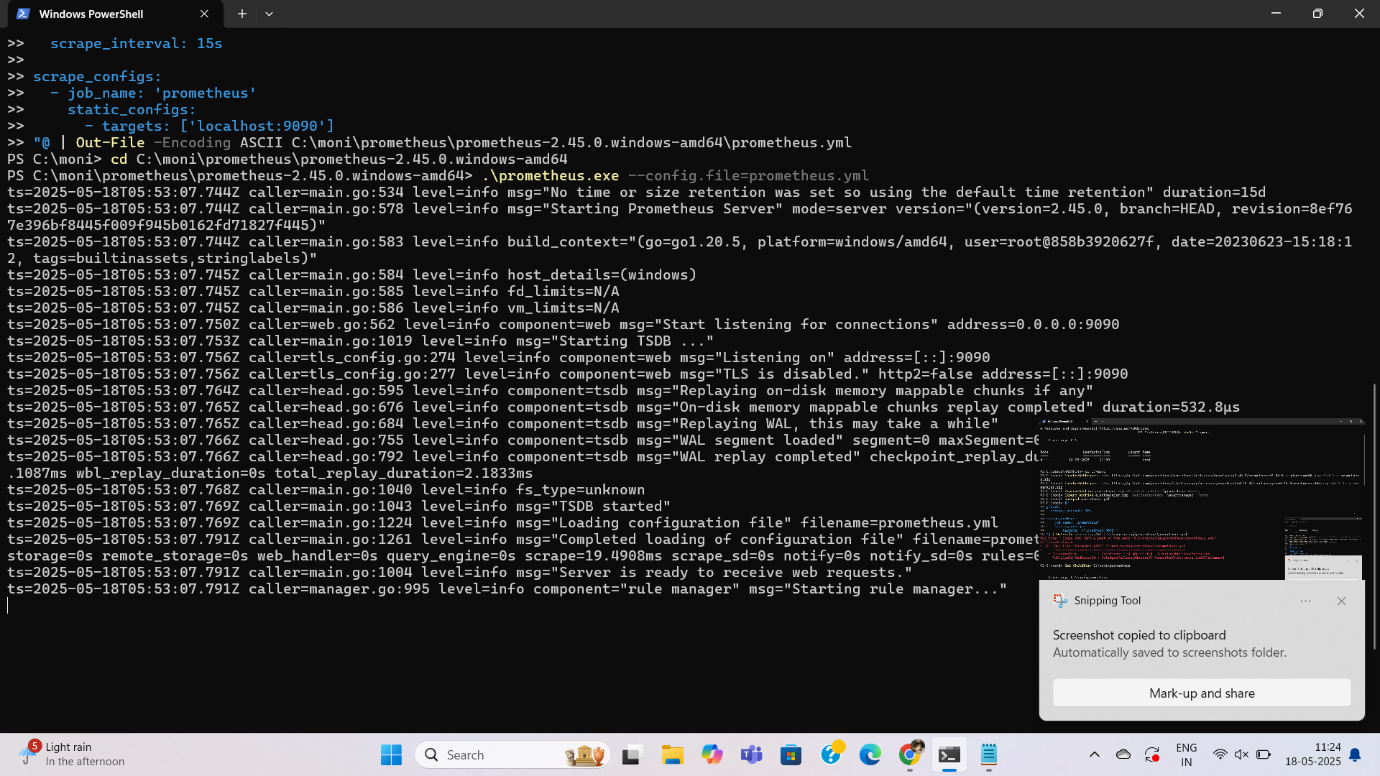 Windows PowerShell
>> scrape_interval: 15s
>>
>> scrape_configs:
>> - job_name: 'prometheus'
>> static_configs:
>> - targets: ['localhost:9090']
>> "@ | Out-File -Encoding ASCII C:\moni\prometheus\prometheus-2.45.0.windows-amd64\prometheus.yml
PS C:\moni> cd C:\moni\prometheus\prometheus-2.45.0.windows-amd64
PS C:\moni\prometheus\prometheus-2.45.0.windows-amd64> .\prometheus.exe --config.file=prometheus.yml
ts=2025-05-18T05:53:07.744Z caller=main.go:534 level=info msg="No time or size retention was set so using the default time retention" duration=15d
ts=2025-05-18T05:53:07.744Z caller=main.go:578 level=info msg="Starting Prometheus Server" mode=server version="(version=2.45.0, branch=HEAD, revision=8ef76
7e396bf8445f009f945b0162fd71827f445)"
ts=2025-05-18T05:53:07.744Z caller=main.go:583 level=info build_context="(go=go1.20.5, platform=windows/amd64, user=root@858b3920627f, date=20230623-15:18:1
2, tags=builtinassets,stringlabels)"
ts=2025-05-18T05:53:07.745Z caller=main.go:584 level=info host_details=(windows)
ts=2025-05-18T05:53:07.745Z caller=main.go:585 level=info fd_limits=N/A
ts=2025-05-18T05:53:07.745Z caller=main.go:586 level=info vm_limits=N/A
ts=2025-05-18T05:53:07.750Z caller=web.go:562 level=info component=web msg="Start listening for connections" address=0.0.0.0:9090
ts=2025-05-18T05:53:07.753Z caller=main.go:1019 level=info msg="Starting TSDB ..."
ts=2025-05-18T05:53:07.756Z caller=tls_config.go:274 level=info component=web msg="Listening on" address=[::]:9090
ts=2025-05-18T05:53:07.756Z caller=tls_config.go:277 level=info component=web msg="TLS is disabled." http2=false address=[::]:9090
ts=2025-05-18T05:53:07.764Z caller=head.go:595 level=info component=tsdb msg="Replaying on-disk memory mappable chunks if any"
ts=2025-05-18T05:53:07.765Z caller=head.go:676 level=info component=tsdb msg="On-disk memory mappable chunks replay completed" duration=532.8µs
ts=2025-05-18T05:53:07.765Z caller=head.go:684 level=info component=tsdb msg="Replaying WAL, this may take a while"
ts=2025-05-18T05:53:07.766Z caller=head.go:755 level=info component=tsdb msg="WAL segment loaded" segment=0 maxSegment=0
ts=2025-05-18T05:53:07.766Z caller=head.go:792 level=info component=tsdb msg="WAL replay completed" checkpoint_replay_du
.1087ms wbl_replay_duration=0s total_replay_duration=2.1833ms
ts=2025-05-18T05:53:07.768Z caller=main.go:1040 level=info fs_type=unknown
ts=2025-05-18T05:53:07.769Z caller=main.go:1043 level=info msg="TSDB started"
ts=2025-05-18T05:53:07.769Z caller=main.go:1224 level=info msg="Loading configuration file" filename=prometheus.yml
ts=2025-05-18T05:53:07.791Z caller=main.go:1261 level=info msg="Completed loading of configuration file" filename=promet
storage=0s remote_storage=0s web_handler=0s query_engine=0s scrape=19.4908ms scrape_sd=0s notify=0s notify_sd=0s rules=0
ts=2025-05-18T05:53:07.791Z caller=main.go:1004 level=info msg="Server is ready to receive web requests."
ts=2025-05-18T05:53:07.791Z caller=manager.go:995 level=info component="rule manager" msg="Starting rule manager..."
Snipping Tool
Screenshot copied to clipboard
Automatically saved to screenshots folder.
Mark-up and share
5
Light rain
In the afternoon
Search
ENG
IN
11:24
18-05-2025